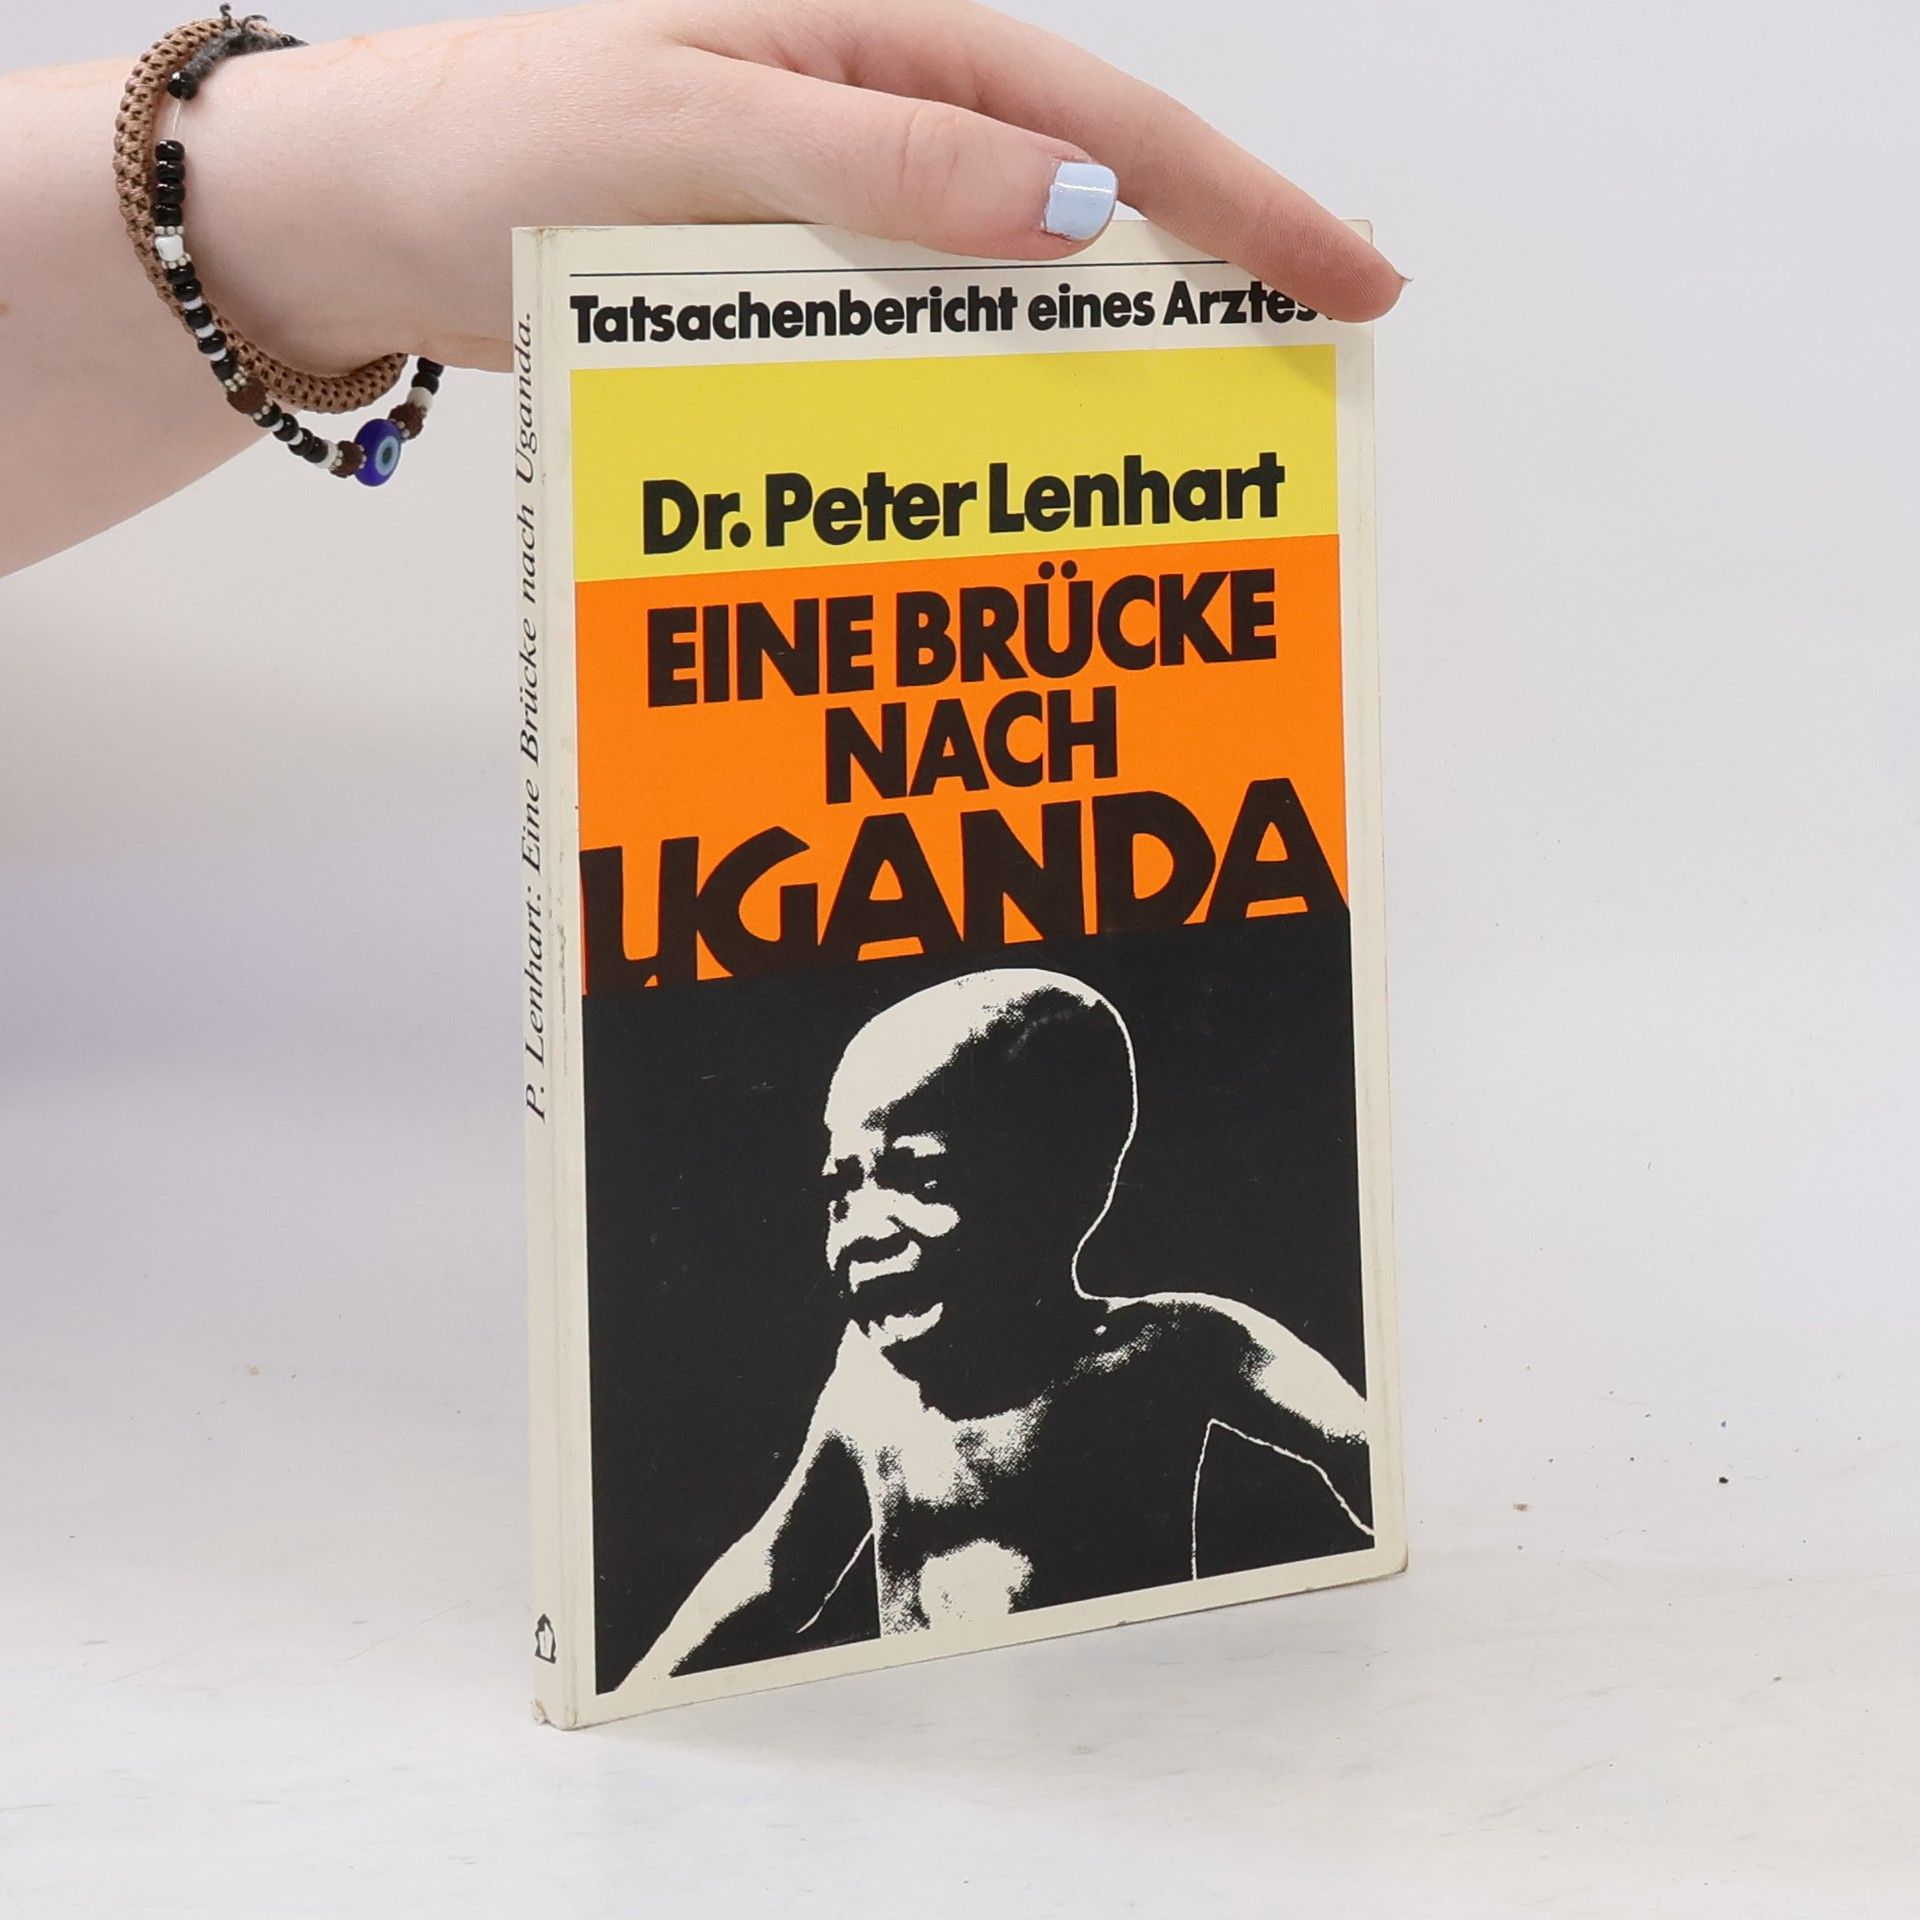 Tatsachenbericht eines Arztes
Dr. Peter Lenhart
EINE BRÜCKE
NACH
UGANDA
P. Lenhart: Eine Brücke nach Uganda.